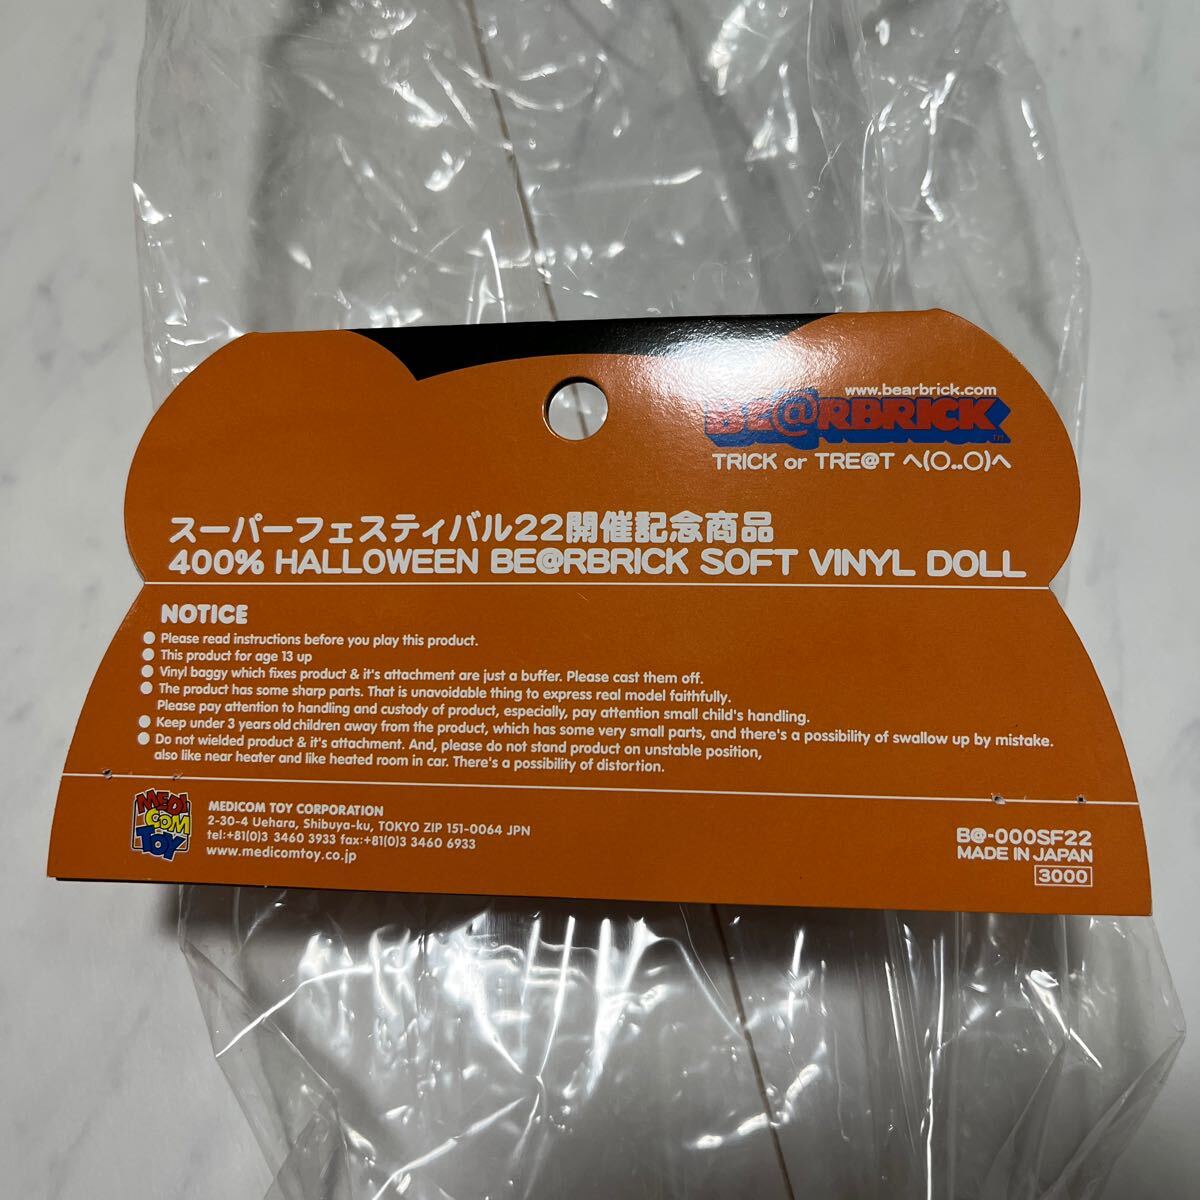 www.bearbrick.com
BE@RBRICK
TM
TRICK or TRE@T ヘ(○‥○)ヘ
スーパーフェスティバル22開催記念商品
400% HALLOWEEN BE@RBRICK SOFT VINYL DOLL
NOTICE
● Please read instructions before you play this product.
● This product for age 13 up
● Vinyl baggy which fixes product & it's attachment are just a buffer. Please cast them off.
● The product has some sharp parts. That is unavoidable thing to express real model faithfully.
Please pay attention to handling and custody of product, especially, pay attention small child's handling.
● Keep under 3 years old children away from the product, which has some very small parts, and there's a possibility of swallow up by mistake.
● Do not wielded product & it's attachment. And, please do not stand product on unstable position,
also like near heater and like heated room in car. There's a possibility of distortion.
MEDI
COM
TOY
MEDICOM TOY CORPORATION
2-30-4 Uehara, Shibuya-ku, TOKYO ZIP 151-0064 JPN
tel:+81(0)3 3460 3933 fax:+81(0)3 3460 6933
www.medicomtoy.co.jp
B@-000SF22
MADE IN JAPAN
3000